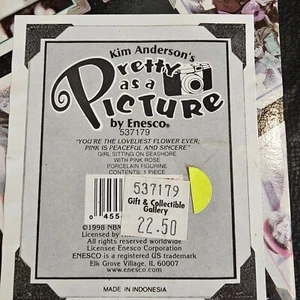 Kim Anderson's
Pretty
as a
PICTURE
by Enesco®
537179
"YOU'RE THE LOVELIEST FLOWER EVER;
PINK IS PEACEFUL AND SINCERE"
GIRL SITTING ON SEASHORE
WITH PINK ROSE
PORCELAIN FIGURINE
CONTENTS: 1 PIECE
537179
Gift & Collectible
Gallery
22.50
0 455
©1998 NBM
Licensed by
All rights reserved worldwide
Licensee Enesco Corporation
ENESCO is a registered US trademark
Elk Grove Village, IL 60007
www.enesco.com
MADE IN INDONESIA